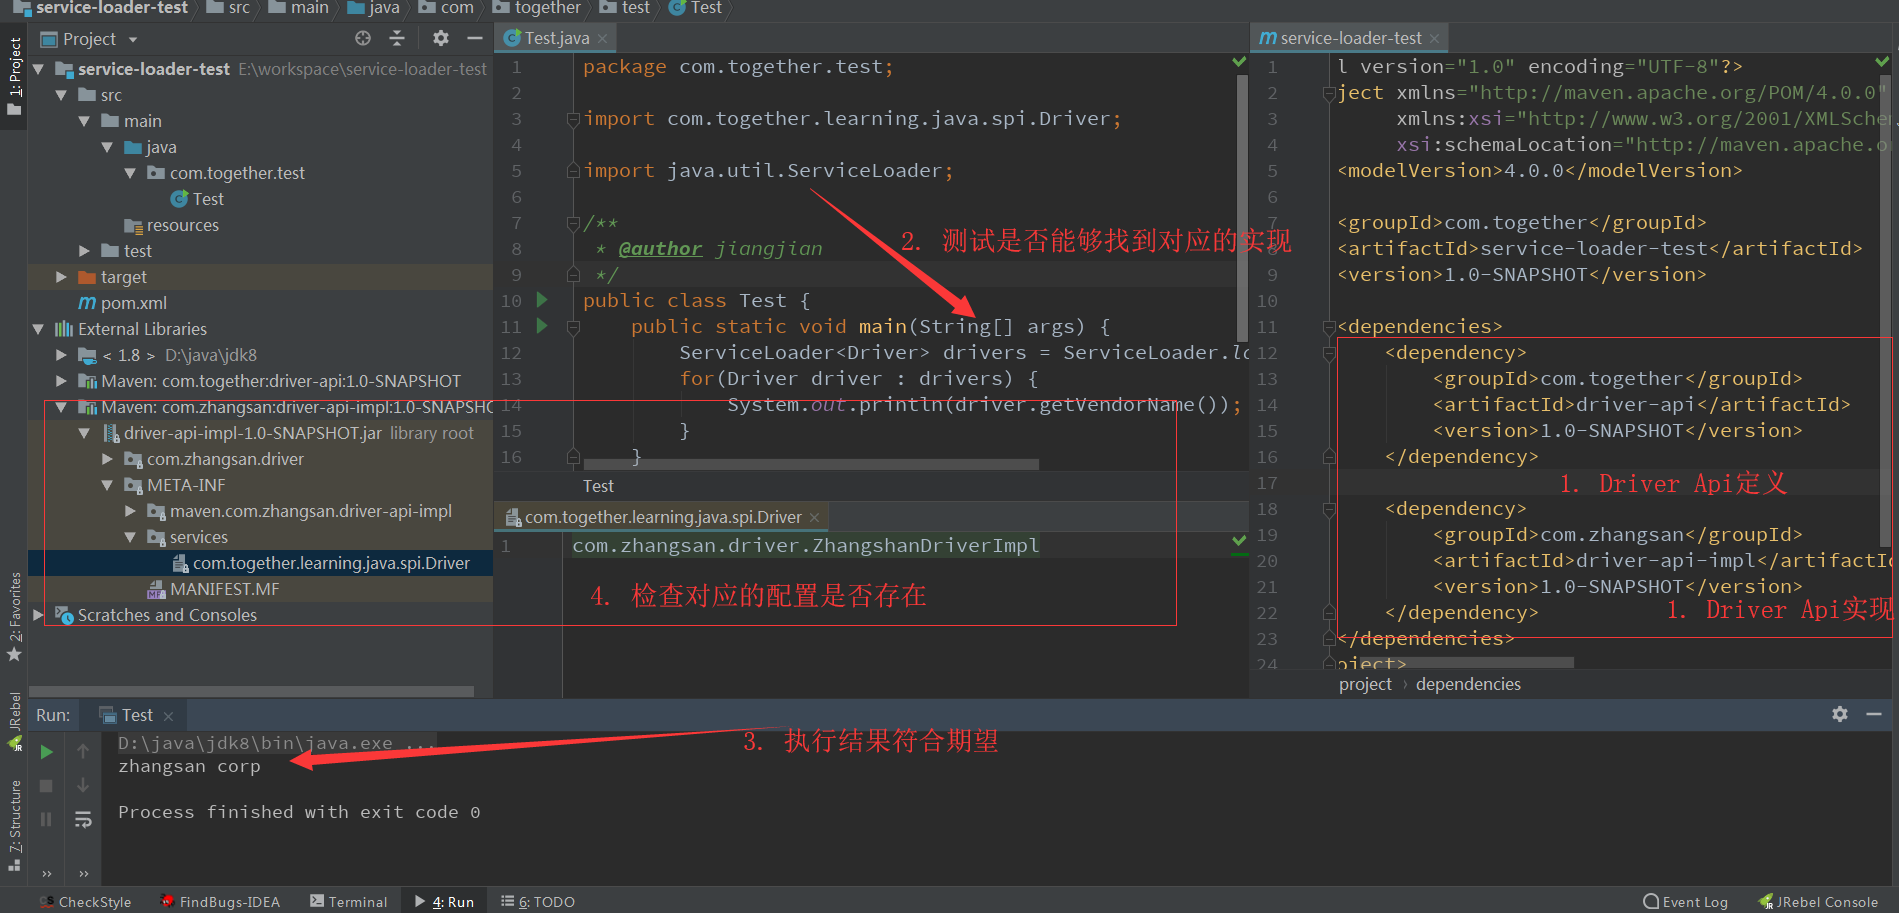 service-loader-test src main java com together test Test
1: Project
2: Favorites
JRebel
7: Structure
Project
service-loader-test E:\workspace\service-loader-test
src
main
java
com.together.test
Test
resources
test
target
pom.xml
External Libraries
< 1.8 > D:\java\jdk8
Maven: com.together:driver-api:1.0-SNAPSHOT
Maven: com.zhangsan:driver-api-impl:1.0-SNAPSHO
driver-api-impl-1.0-SNAPSHOT.jar library root
com.zhangsan.driver
META-INF
maven.com.zhangsan.driver-api-impl
services
com.together.learning.java.spi.Driver
MANIFEST.MF
Scratches and Consoles
Test.java
1 package com.together.test;
2
3 import com.together.learning.java.spi.Driver;
4
5 import java.util.ServiceLoader;
6
7 /**
8 * @author jiangjian
9 */
10 public class Test {
11 public static void main(String[] args) {
12 ServiceLoader<Driver> drivers = ServiceLoader.lo
13 for(Driver driver : drivers) {
14 System.out.println(driver.getVendorName());
15 }
16 }
2. 测试是否能够找到对应的实现
Test
com.together.learning.java.spi.Driver
1 com.zhangsan.driver.ZhangshanDriverImpl
4. 检查对应的配置是否存在
service-loader-test
1 l version="1.0" encoding="UTF-8"?>
2 ject xmlns="http://maven.apache.org/POM/4.0.0"
3 xmlns:xsi="http://www.w3.org/2001/XMLSchem
4 xsi:schemaLocation="http://maven.apache.o
5 <modelVersion>4.0.0</modelVersion>
6
7 <groupId>com.together</groupId>
8 <artifactId>service-loader-test</artifactId>
9 <version>1.0-SNAPSHOT</version>
10
11 <dependencies>
12 <dependency>
13 <groupId>com.together</groupId>
14 <artifactId>driver-api</artifactId>
15 <version>1.0-SNAPSHOT</version>
16 </dependency>
17
1. Driver Api定义
18 <dependency>
19 <groupId>com.zhangsan</groupId>
20 <artifactId>driver-api-impl</artifactId
21 <version>1.0-SNAPSHOT</version>
22 </dependency>
1. Driver Api实现
23 </dependencies>
24 oject>
project › dependencies
Run: Test
D:\java\jdk8\bin\java.exe ...
zhangsan corp
3. 执行结果符合期望
Process finished with exit code 0
CheckStyle FindBugs-IDEA Terminal 4: Run 6: TODO Event Log JRebel Console